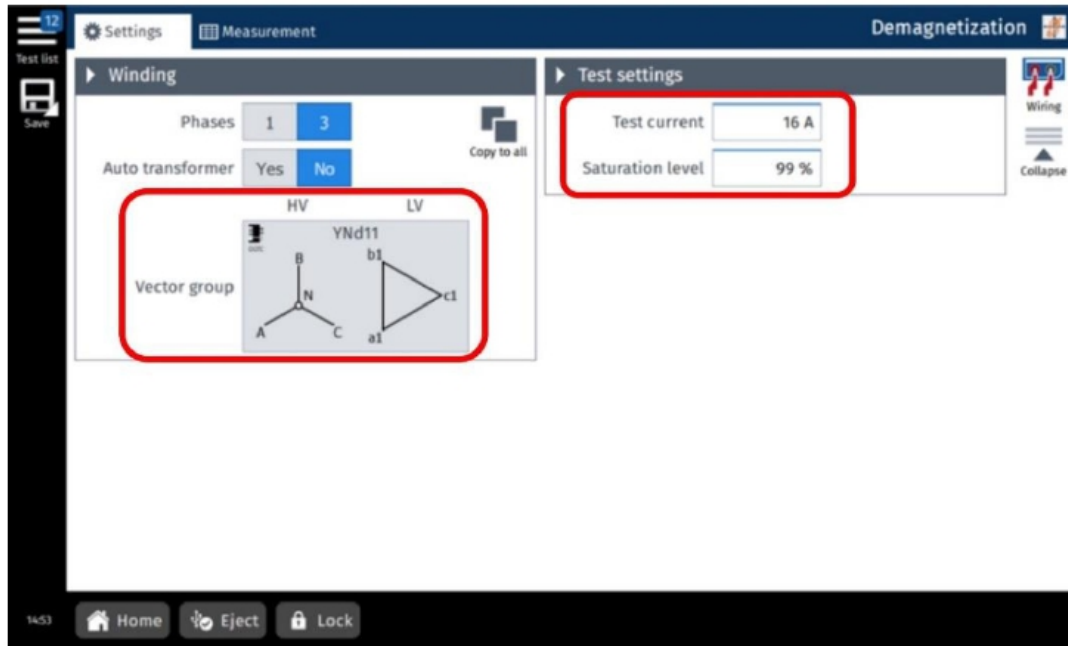 12
Test list
Save
Settings
Measurement
Demagnetization
Winding
Phases 1 3
Copy to all
Auto transformer Yes No
HV LV
Vector group
YNd11
B
N
A
C
b1
c1
a1
Test settings
Test current 16 A
Saturation level 99 %
Wiring
Collapse
14:53
Home
Eject
Lock